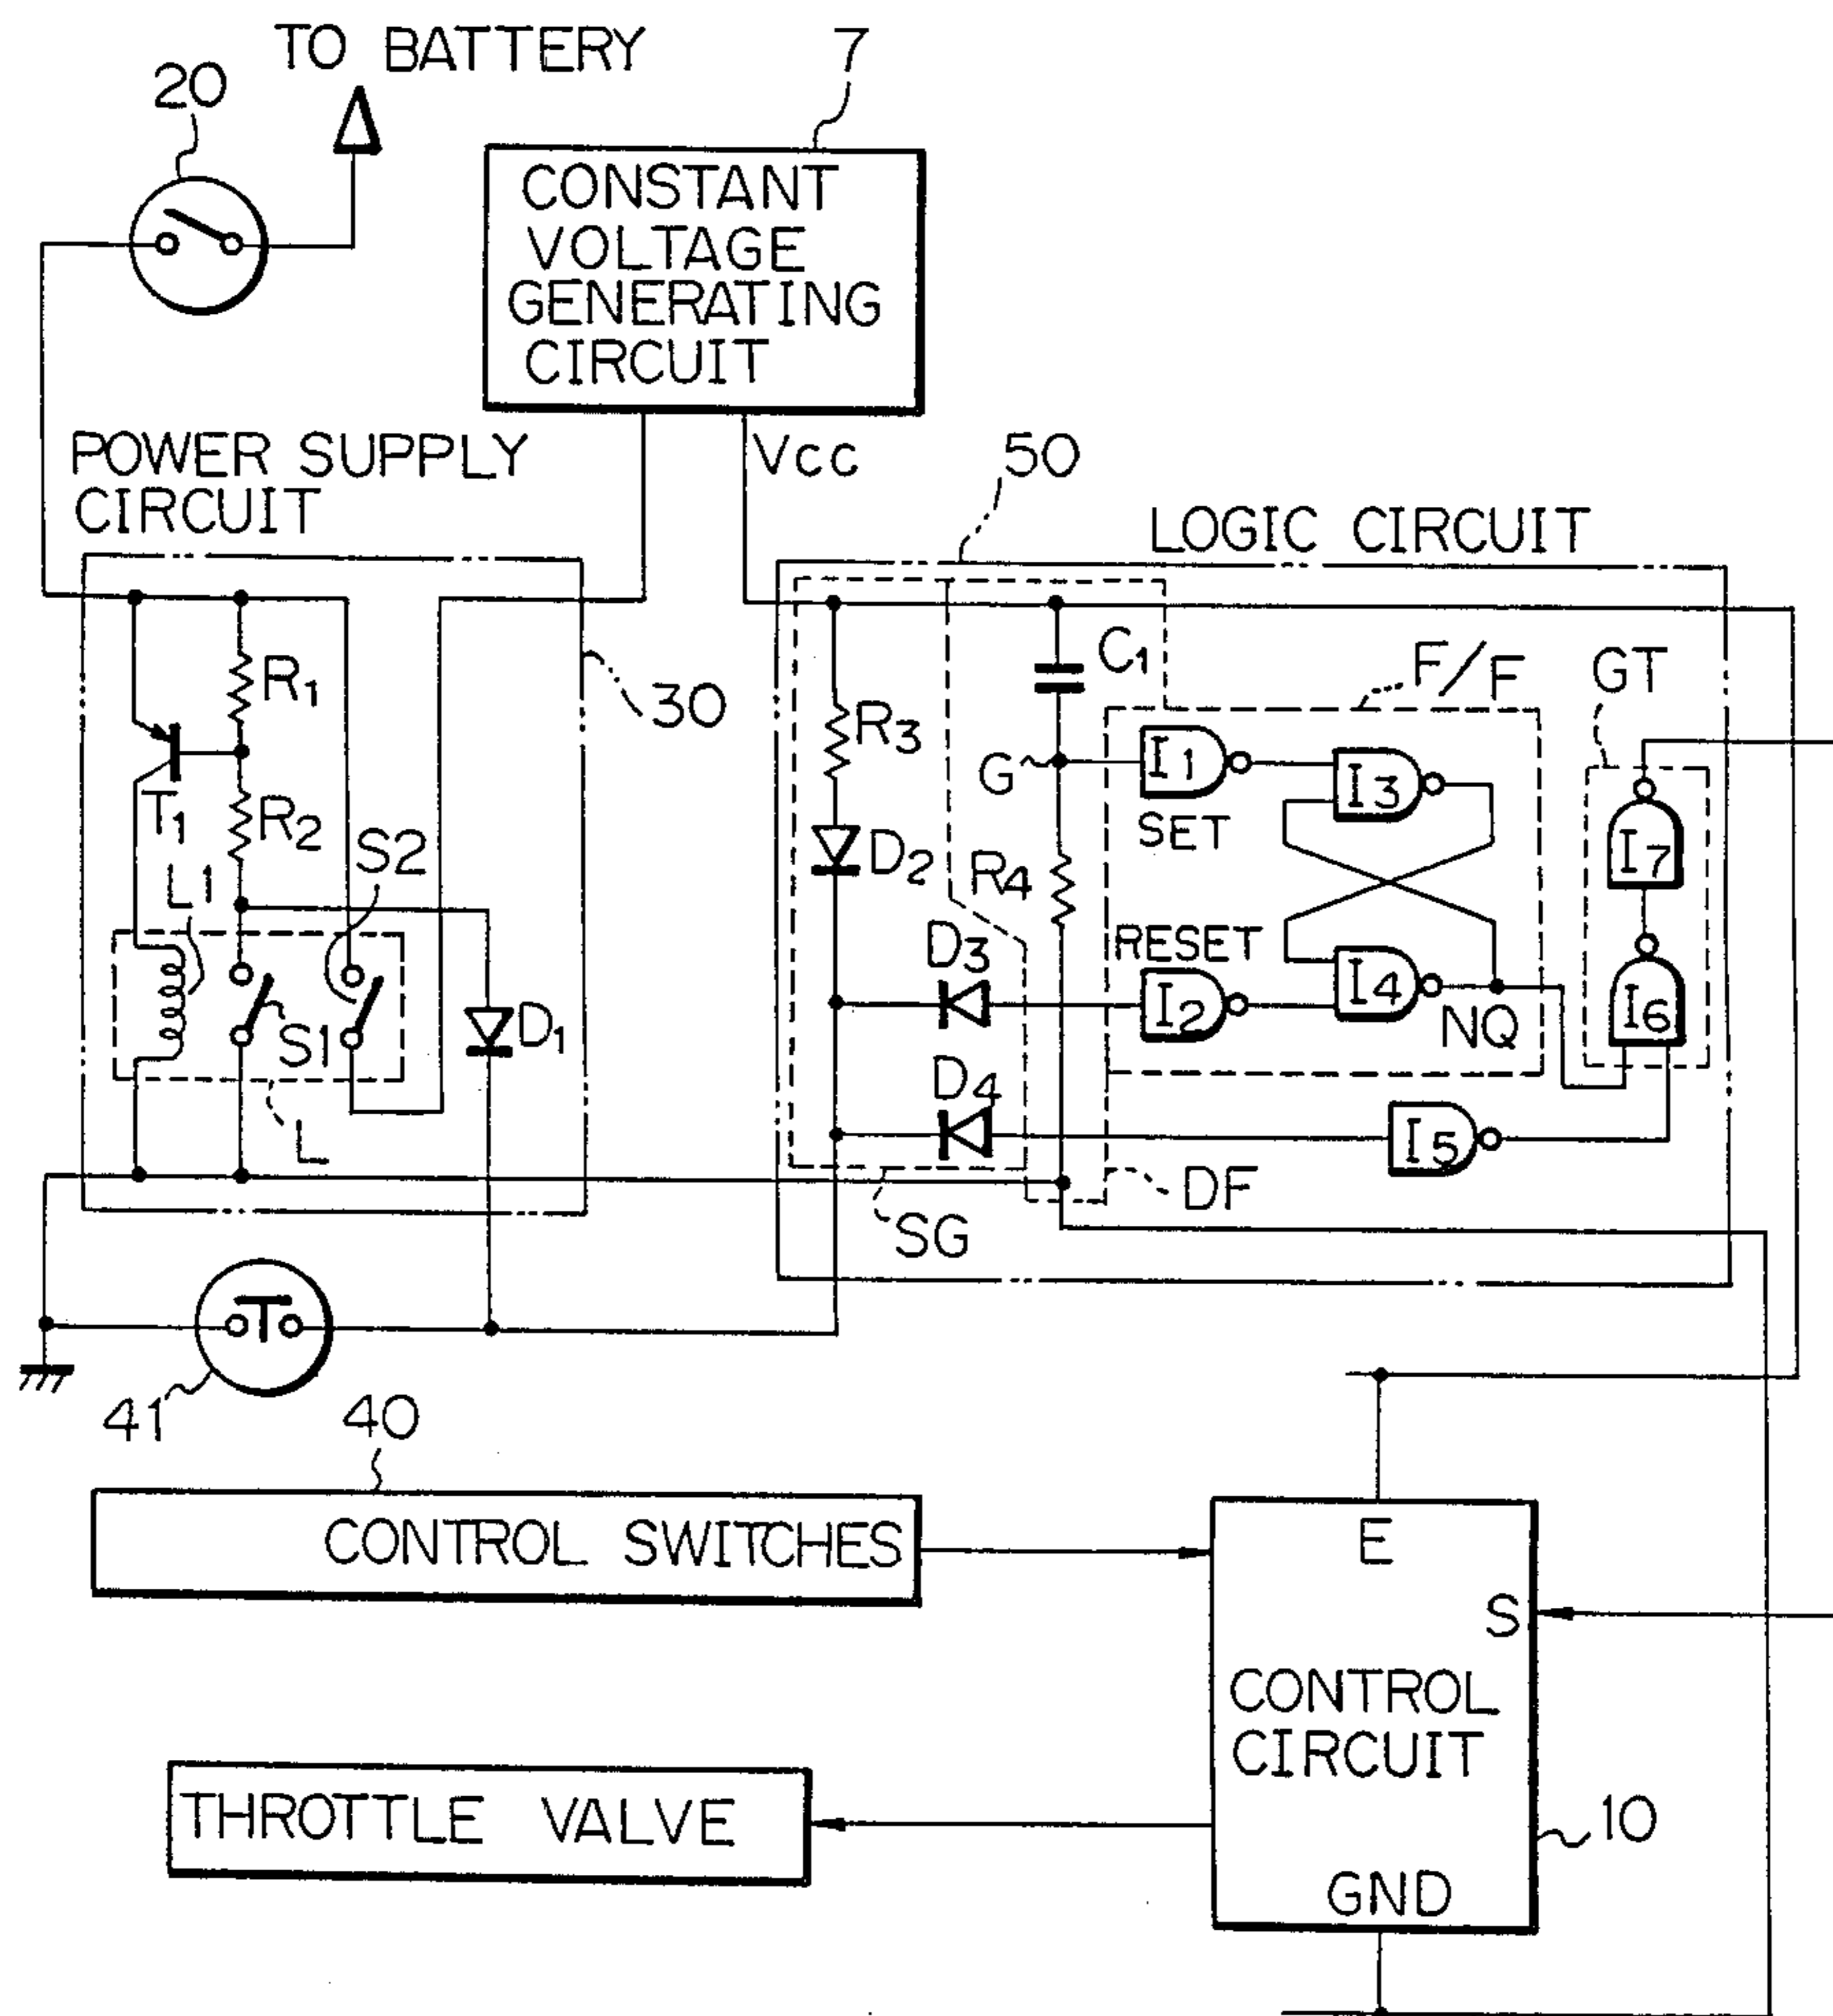 TO BATTERY
20
7
CONSTANT
VOLTAGE
GENERATING
CIRCUIT
POWER SUPPLY
CIRCUIT
Vcc
50
LOGIC CIRCUIT
R1
30
C1
F/F
GT
R3
G
I1
I3
SET
T1
R2
S2
L1
D2
R4
I7
D3
RESET
I4
I2
NQ
I6
S1
D1
D4
I5
L
SG
DF
41
40
CONTROL SWITCHES
E
S
CONTROL
CIRCUIT
THROTTLE VALVE
10
GND